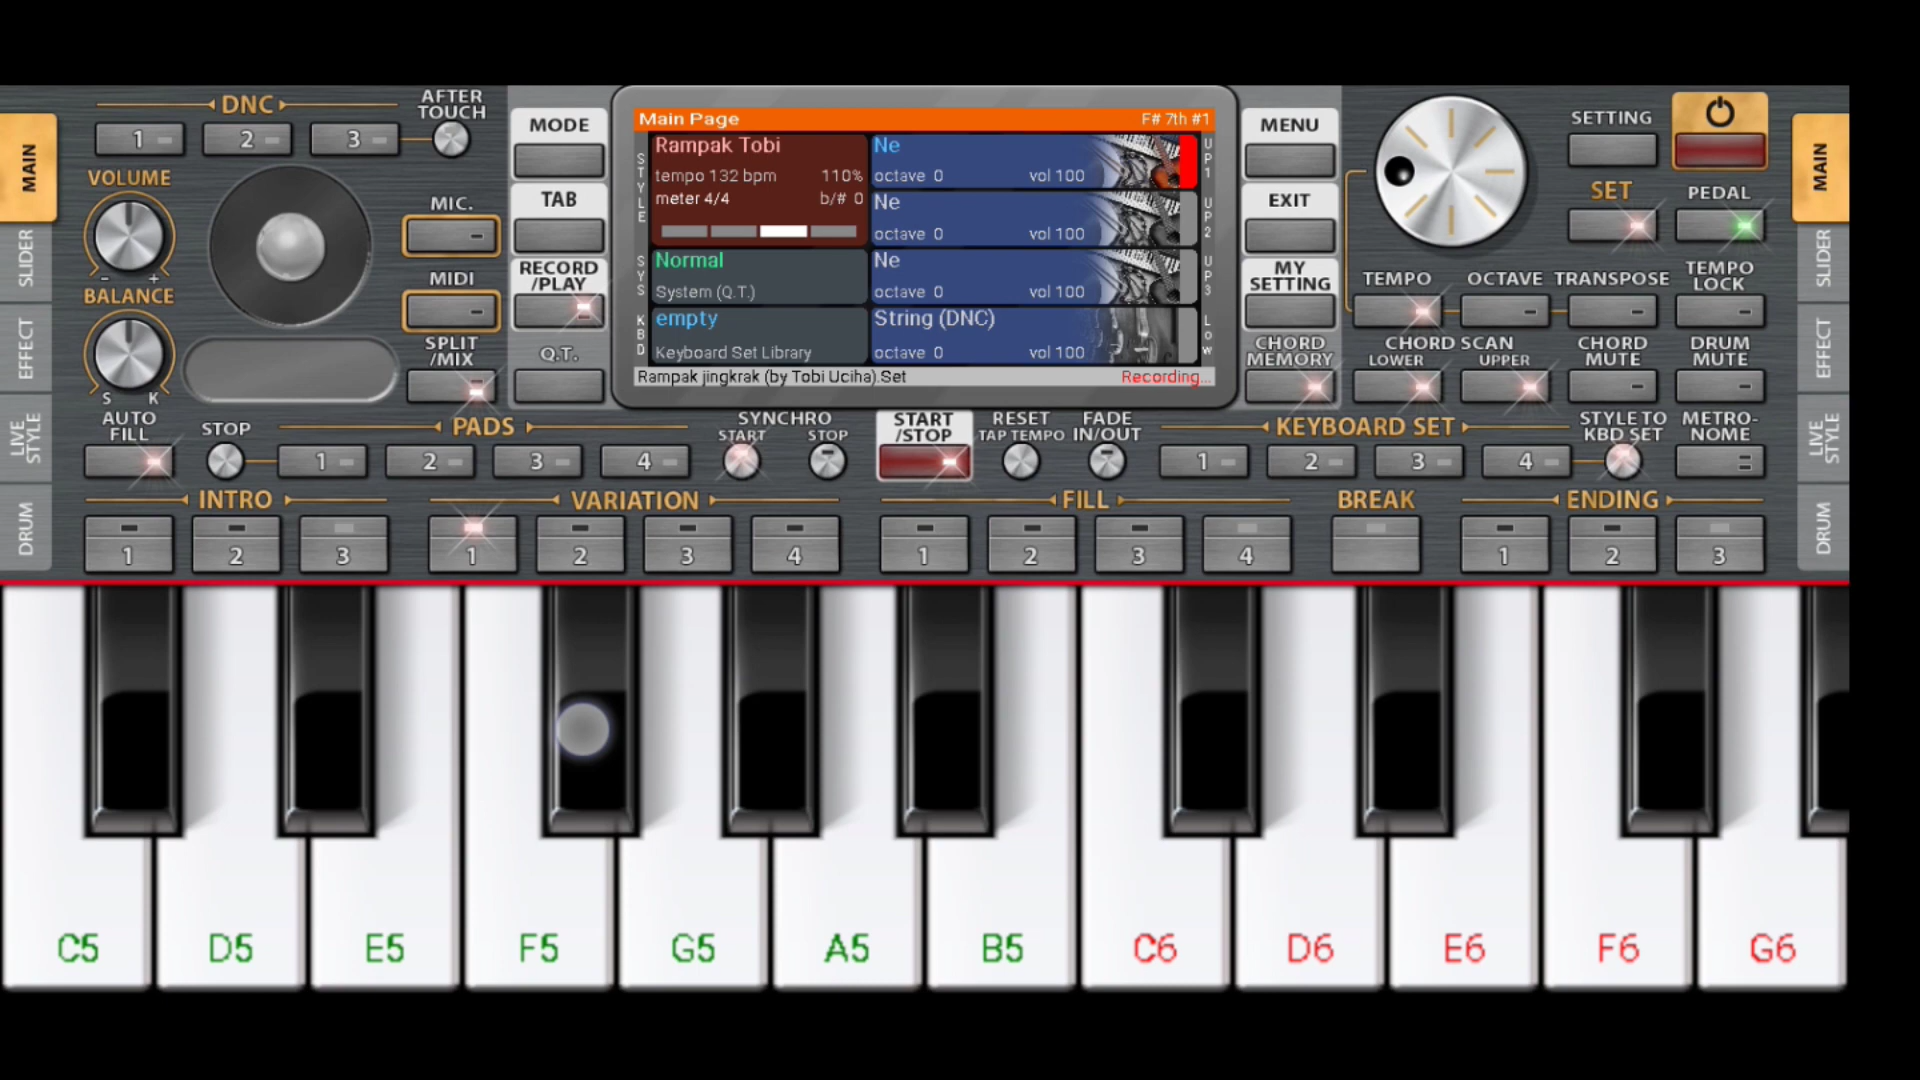 DNC
AFTER
TOUCH
1
2
3
MODE
MENU
SETTING
MAIN
MAIN
VOLUME
- +
MIC.
TAB
EXIT
SET
PEDAL
SLIDER
SLIDER
BALANCE
S K
MIDI
RECORD
/PLAY
MY
SETTING
TEMPO
OCTAVE
TRANSPOSE
TEMPO
LOCK
EFFECT
EFFECT
SPLIT
/MIX
Q.T.
CHORD
MEMORY
CHORD SCAN
LOWER
UPPER
CHORD
MUTE
DRUM
MUTE
Main Page
F# 7th #1
STYLE
Rampak Tobi
tempo 132 bpm 110%
meter 4/4 b/# 0
SYS
Normal
System (Q.T.)
KBD
empty
Keyboard Set Library
Ne
octave 0 vol 100
UP1
Ne
octave 0 vol 100
UP2
Ne
octave 0 vol 100
UP3
String (DNC)
octave 0 vol 100
Low
Rampak jingkrak (by Tobi Uciha).Set
Recording...
LIVE
STYLE
LIVE
STYLE
AUTO
FILL
STOP
PADS
1
2
3
4
SYNCHRO
START
STOP
START
/STOP
RESET
TAP TEMPO
FADE
IN/OUT
KEYBOARD SET
1
2
3
4
STYLE TO
KBD SET
METRO-
NOME
DRUM
DRUM
INTRO
1
2
3
VARIATION
1
2
3
4
FILL
1
2
3
4
BREAK
ENDING
1
2
3
C5
D5
E5
F5
G5
A5
B5
C6
D6
E6
F6
G6